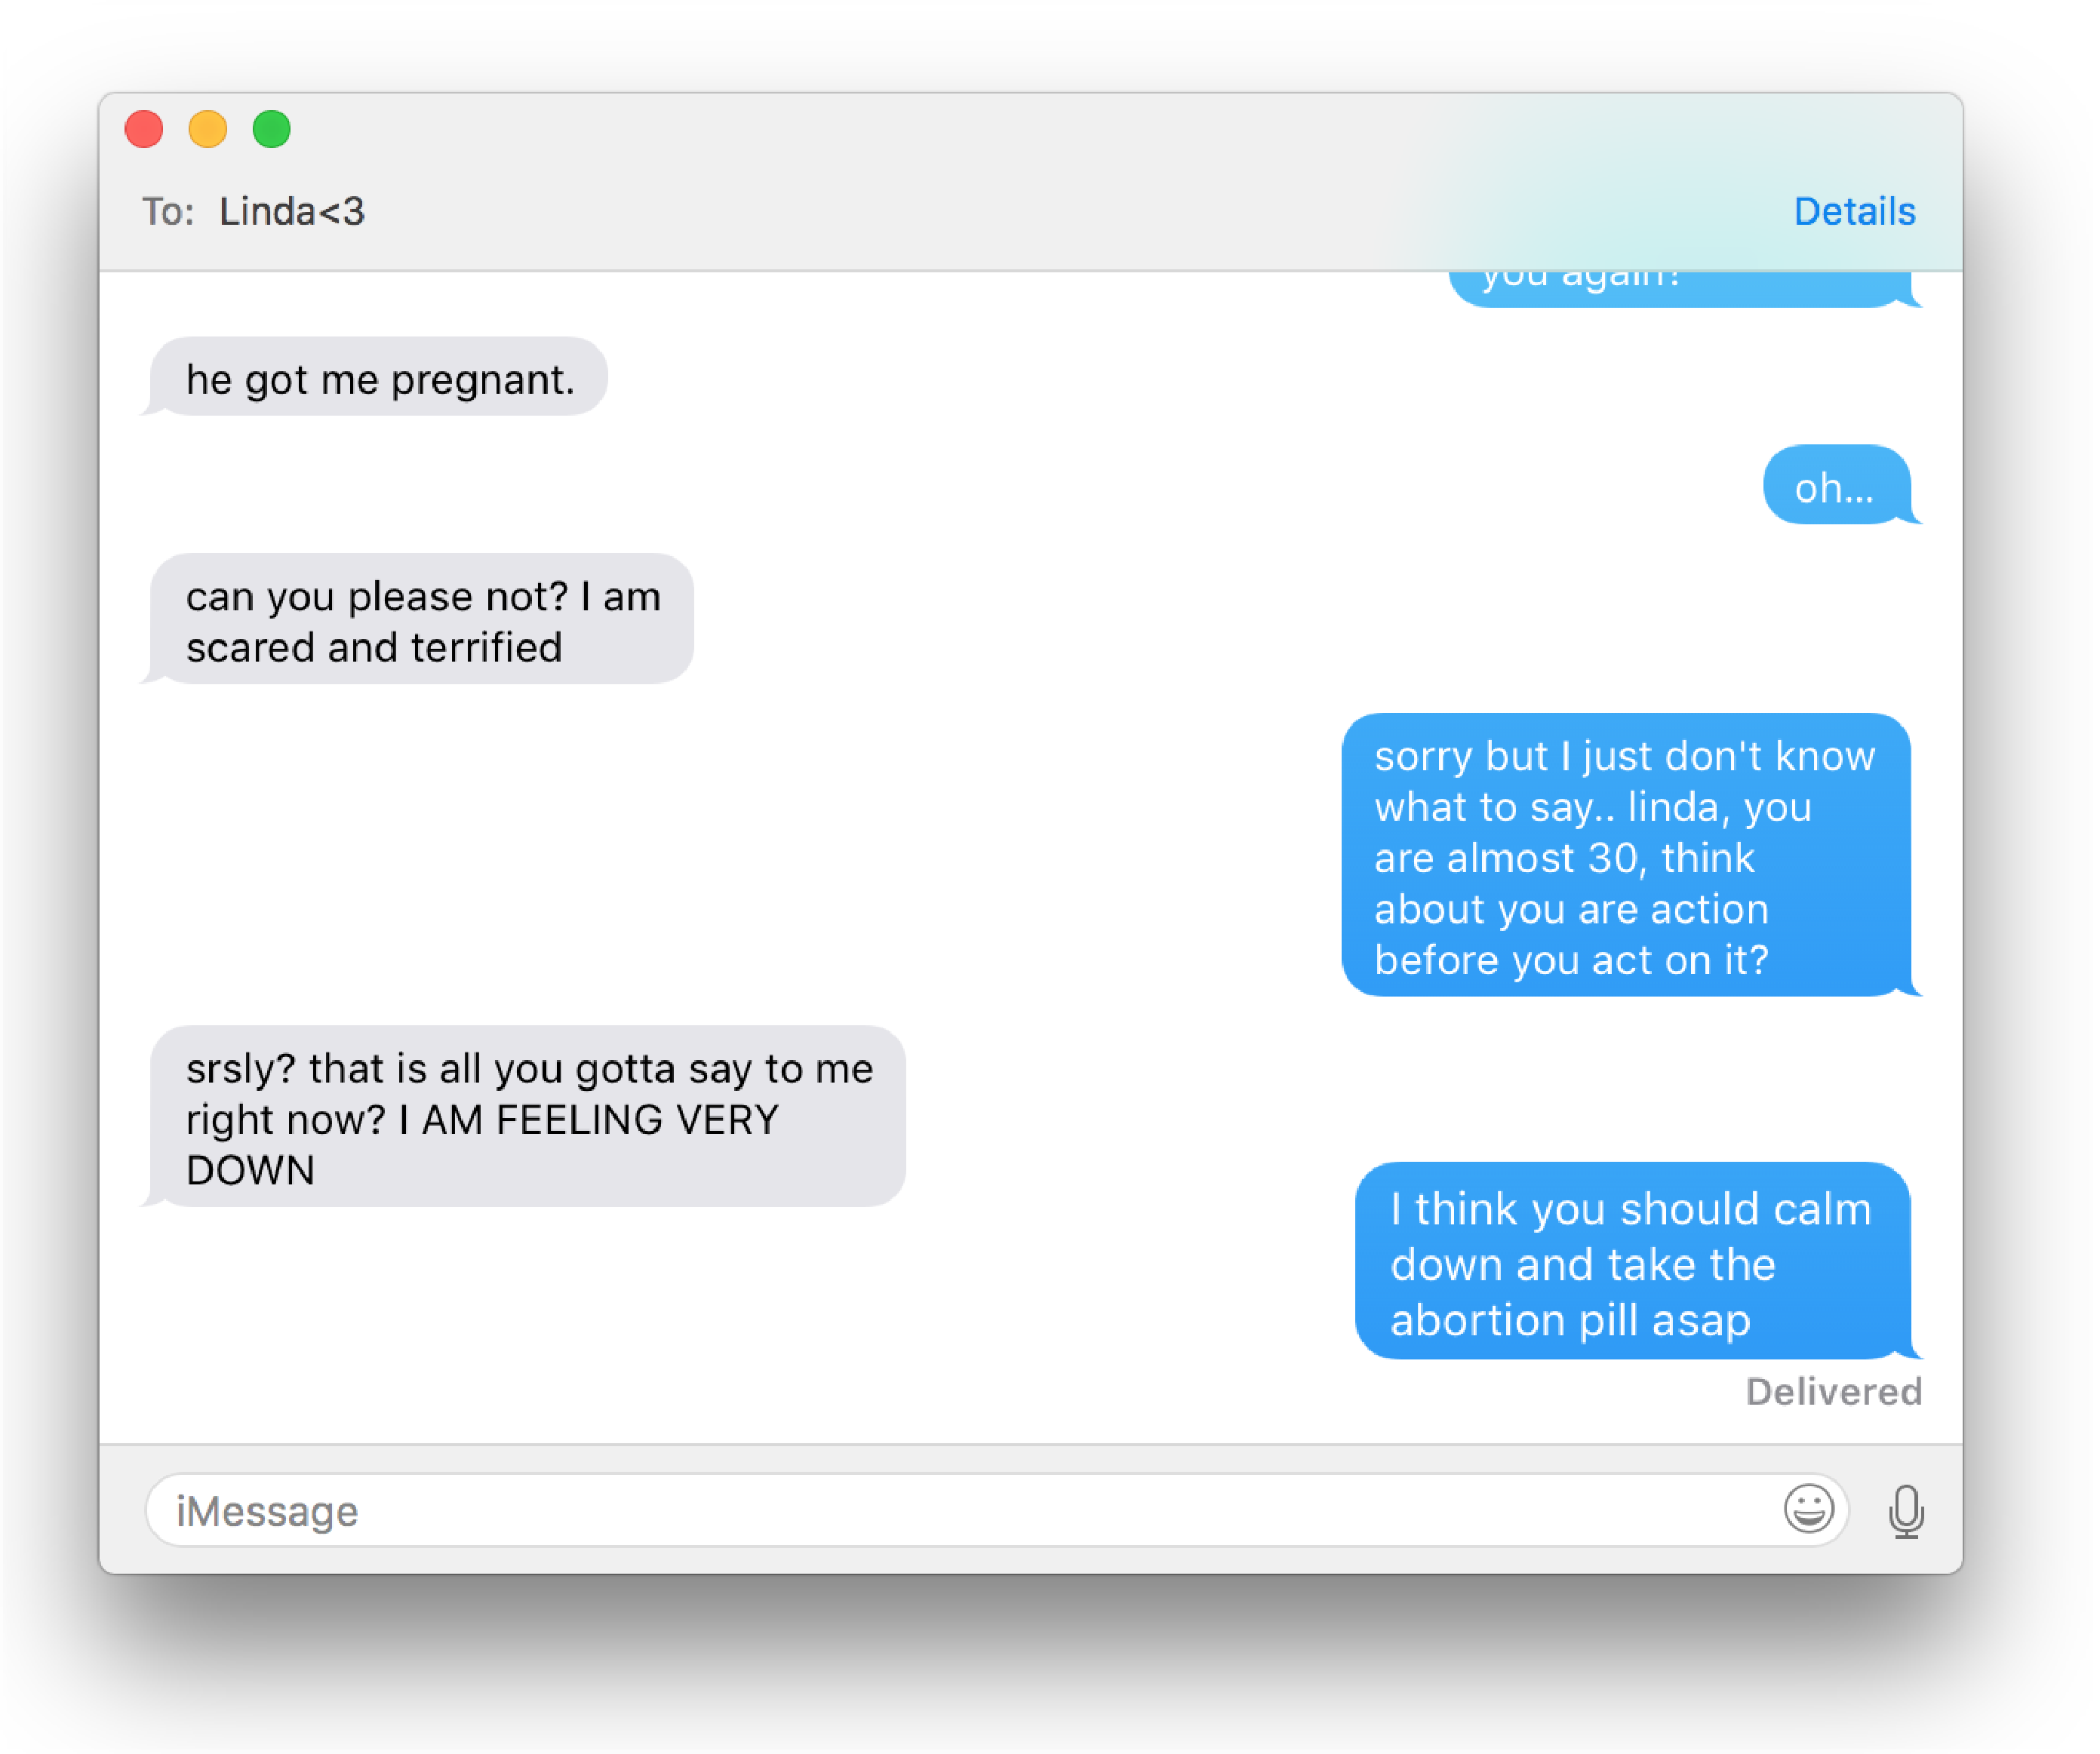 To: Linda<3
Details
you again?
he got me pregnant.
oh...
can you please not? I am
scared and terrified
sorry but I just don't know
what to say.. linda, you
are almost 30, think
about you are action
before you act on it?
srsly? that is all you gotta say to me
right now? I AM FEELING VERY
DOWN
I think you should calm
down and take the
abortion pill asap
Delivered
iMessage